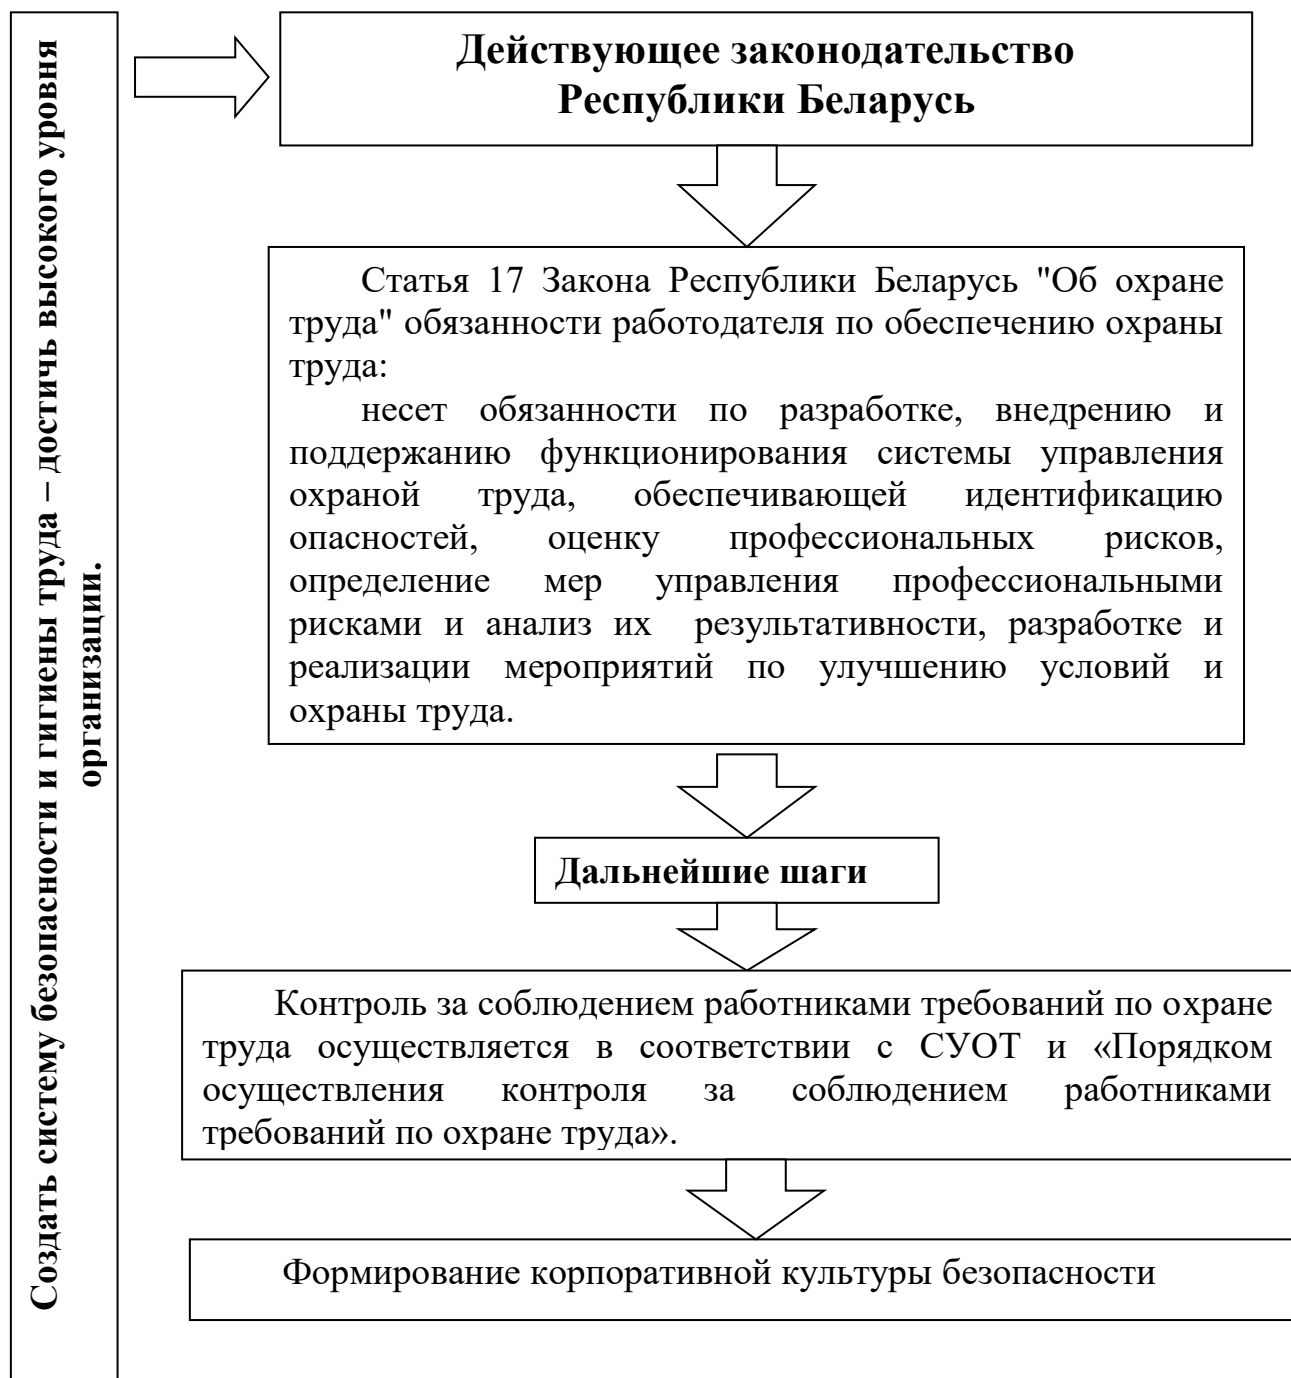 Создать систему безопасности и гигиены труда – достичь высокого уровня
организации.
Действующее законодательство
Республики Беларусь
Статья 17 Закона Республики Беларусь "Об охране
труда" обязанности работодателя по обеспечению охраны
труда:
несет обязанности по разработке, внедрению и
поддержанию функционирования системы управления
охраной труда, обеспечивающей идентификацию
опасностей, оценку профессиональных рисков,
определение мер управления профессиональными
рисками и анализ их результативности, разработке и
реализации мероприятий по улучшению условий и
охраны труда.
Дальнейшие шаги
Контроль за соблюдением работниками требований по охране
труда осуществляется в соответствии с СУОТ и «Порядком
осуществления контроля за соблюдением работниками
требований по охране труда».
Формирование корпоративной культуры безопасности